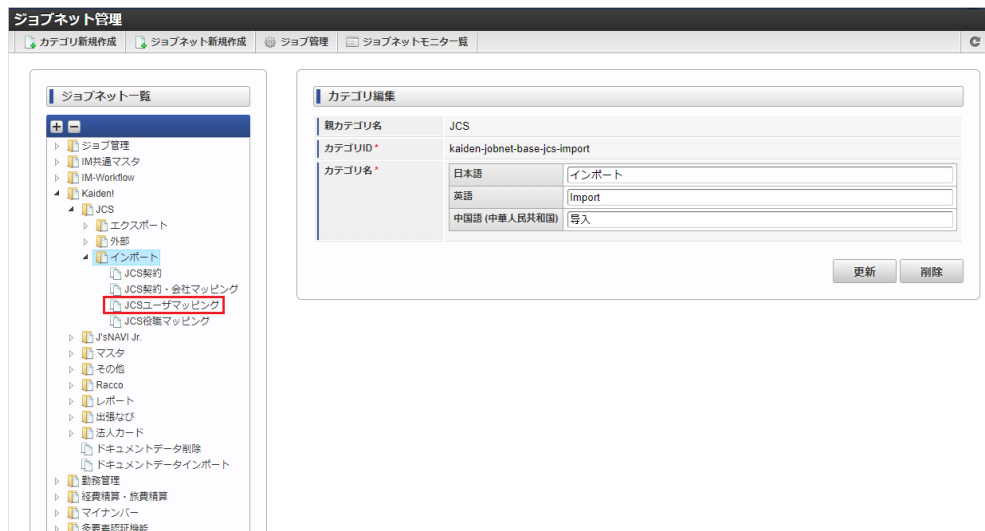 ジョブネット管理
カテゴリ新規作成 ジョブネット新規作成 ジョブ管理 ジョブネットモニター覧
ジョブネット一覧
ジョブ管理
IM共通マスタ
IM-Workflow
Kaiden!
JCS
エクスポート
外部
インポート
JCS契約
JCS契約・会社マッピング
JCSユーザマッピング
JCS役職マッピング
J'sNAVI Jr.
マスタ
その他
Racco
レポート
出張なび
法人カード
ドキュメントデータ削除
ドキュメントデータインポート
勤務管理
経費精算・旅費精算
マイナンバー
多要素認証機能
カテゴリ編集
親カテゴリ名 JCS
カテゴリID * kaiden-jobnet-base-jcs-import
カテゴリ名 * 日本語 インポート
英語 Import
中国語 (中華人民共和国) 导入
更新 削除